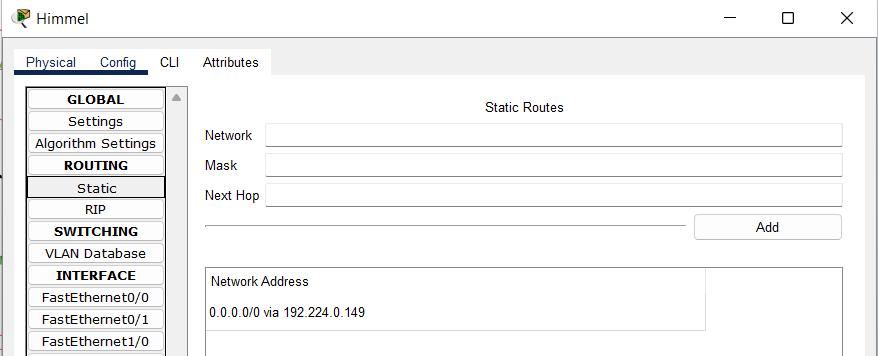 Himmel
Physical Config CLI Attributes
GLOBAL
Settings
Algorithm Settings
ROUTING
Static
RIP
SWITCHING
VLAN Database
INTERFACE
FastEthernet0/0
FastEthernet0/1
FastEthernet1/0
Static Routes
Network
Mask
Next Hop
Add
Network Address
0.0.0.0/0 via 192.224.0.149